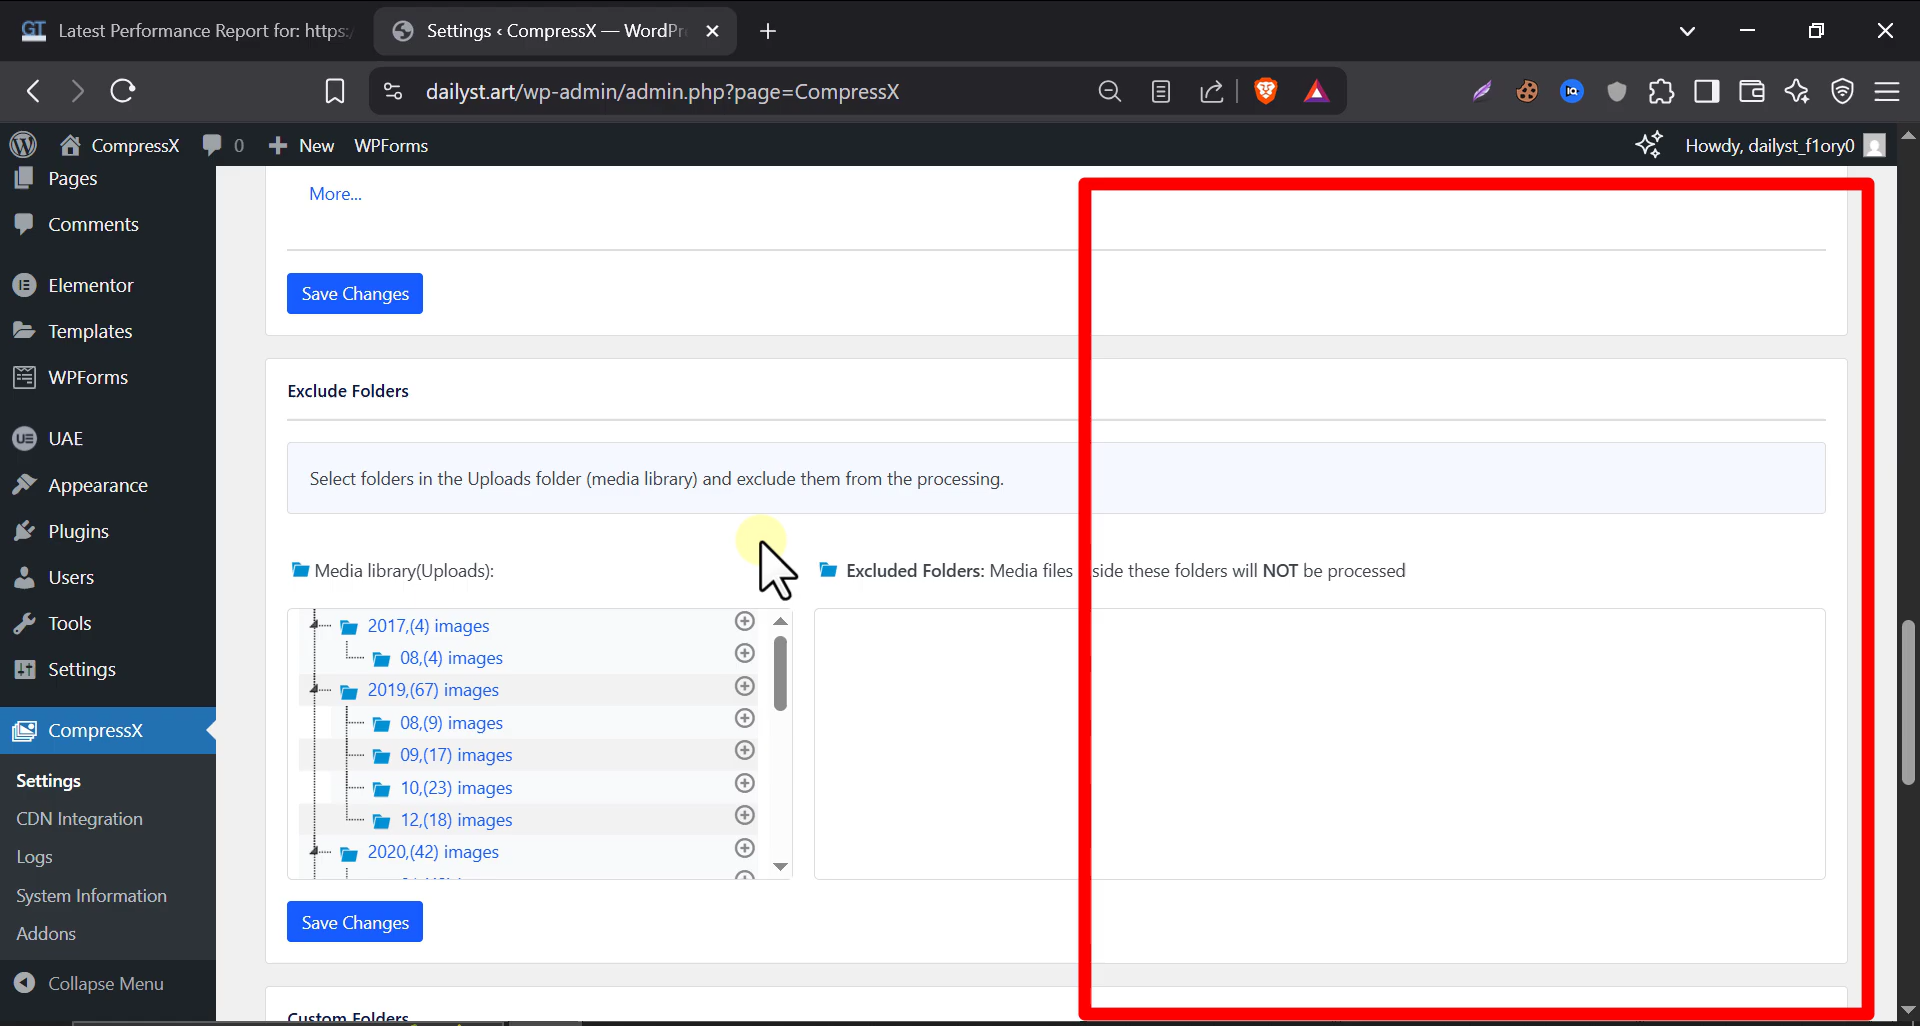 GT Latest Performance Report for: https:/
Settings ‹ CompressX — WordPr
dailyst.art/wp-admin/admin.php?page=CompressX
IQ
CompressX
0
New
WPForms
Howdy, dailyst_f1ory0
Pages
Comments
Elementor
Templates
WPForms
UAE
Appearance
Plugins
Users
Tools
Settings
CompressX
Settings
CDN Integration
Logs
System Information
Addons
Collapse Menu
More...
Save Changes
Exclude Folders
Select folders in the Uploads folder (media library) and exclude them from the processing.
Media library(Uploads):
2017,(4) images
08,(4) images
2019,(67) images
08,(9) images
09,(17) images
10,(23) images
12,(18) images
2020,(42) images
Excluded Folders: Media files side these folders will NOT be processed
Save Changes
Custom Folders